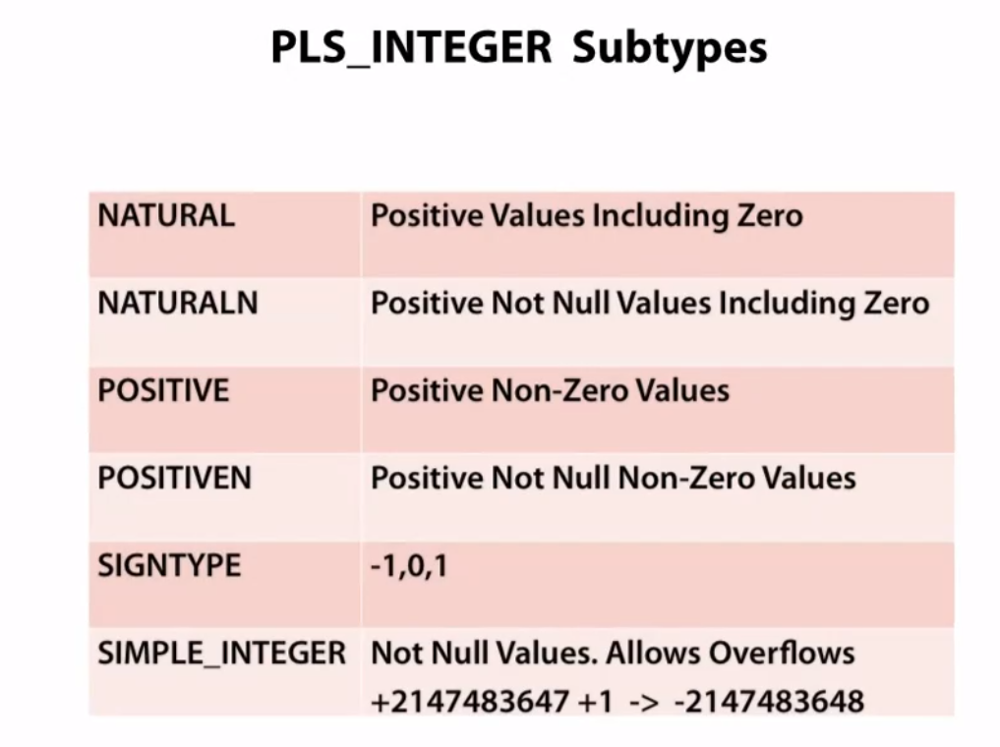 PLS_INTEGER Subtypes
NATURAL Positive Values Including Zero
NATURALN Positive Not Null Values Including Zero
POSITIVE Positive Non-Zero Values
POSITIVEN Positive Not Null Non-Zero Values
SIGNTYPE -1,0,1
SIMPLE_INTEGER Not Null Values. Allows Overflows
+2147483647 +1 -> -2147483648